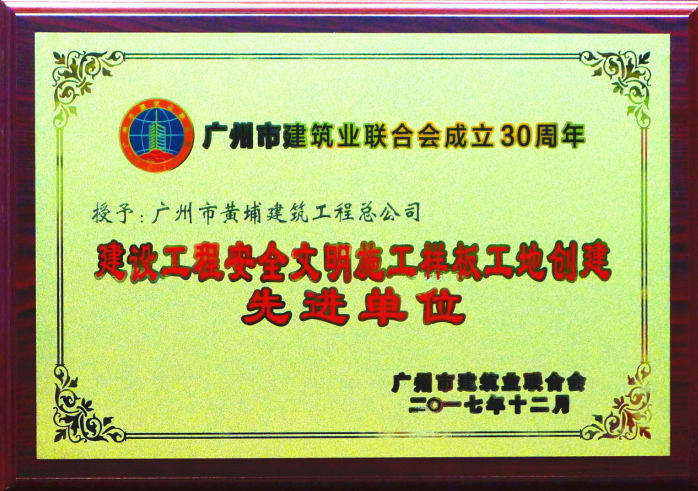 广州市建筑业联合会成立30周年
授予：广州市黄埔建筑工程总公司
建设工程安全文明施工样板工地创建
先进单位
广州市建筑业联合会
二〇一七年十二月